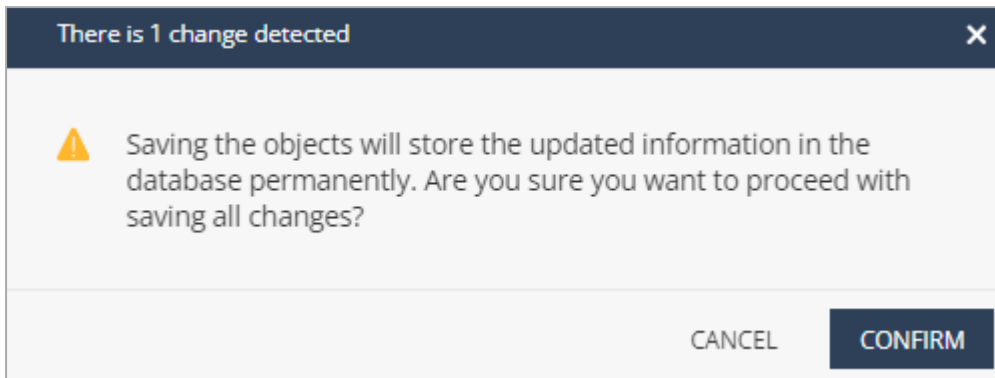 There is 1 change detected
Saving the objects will store the updated information in the
database permanently. Are you sure you want to proceed with
saving all changes?
CANCEL CONFIRM